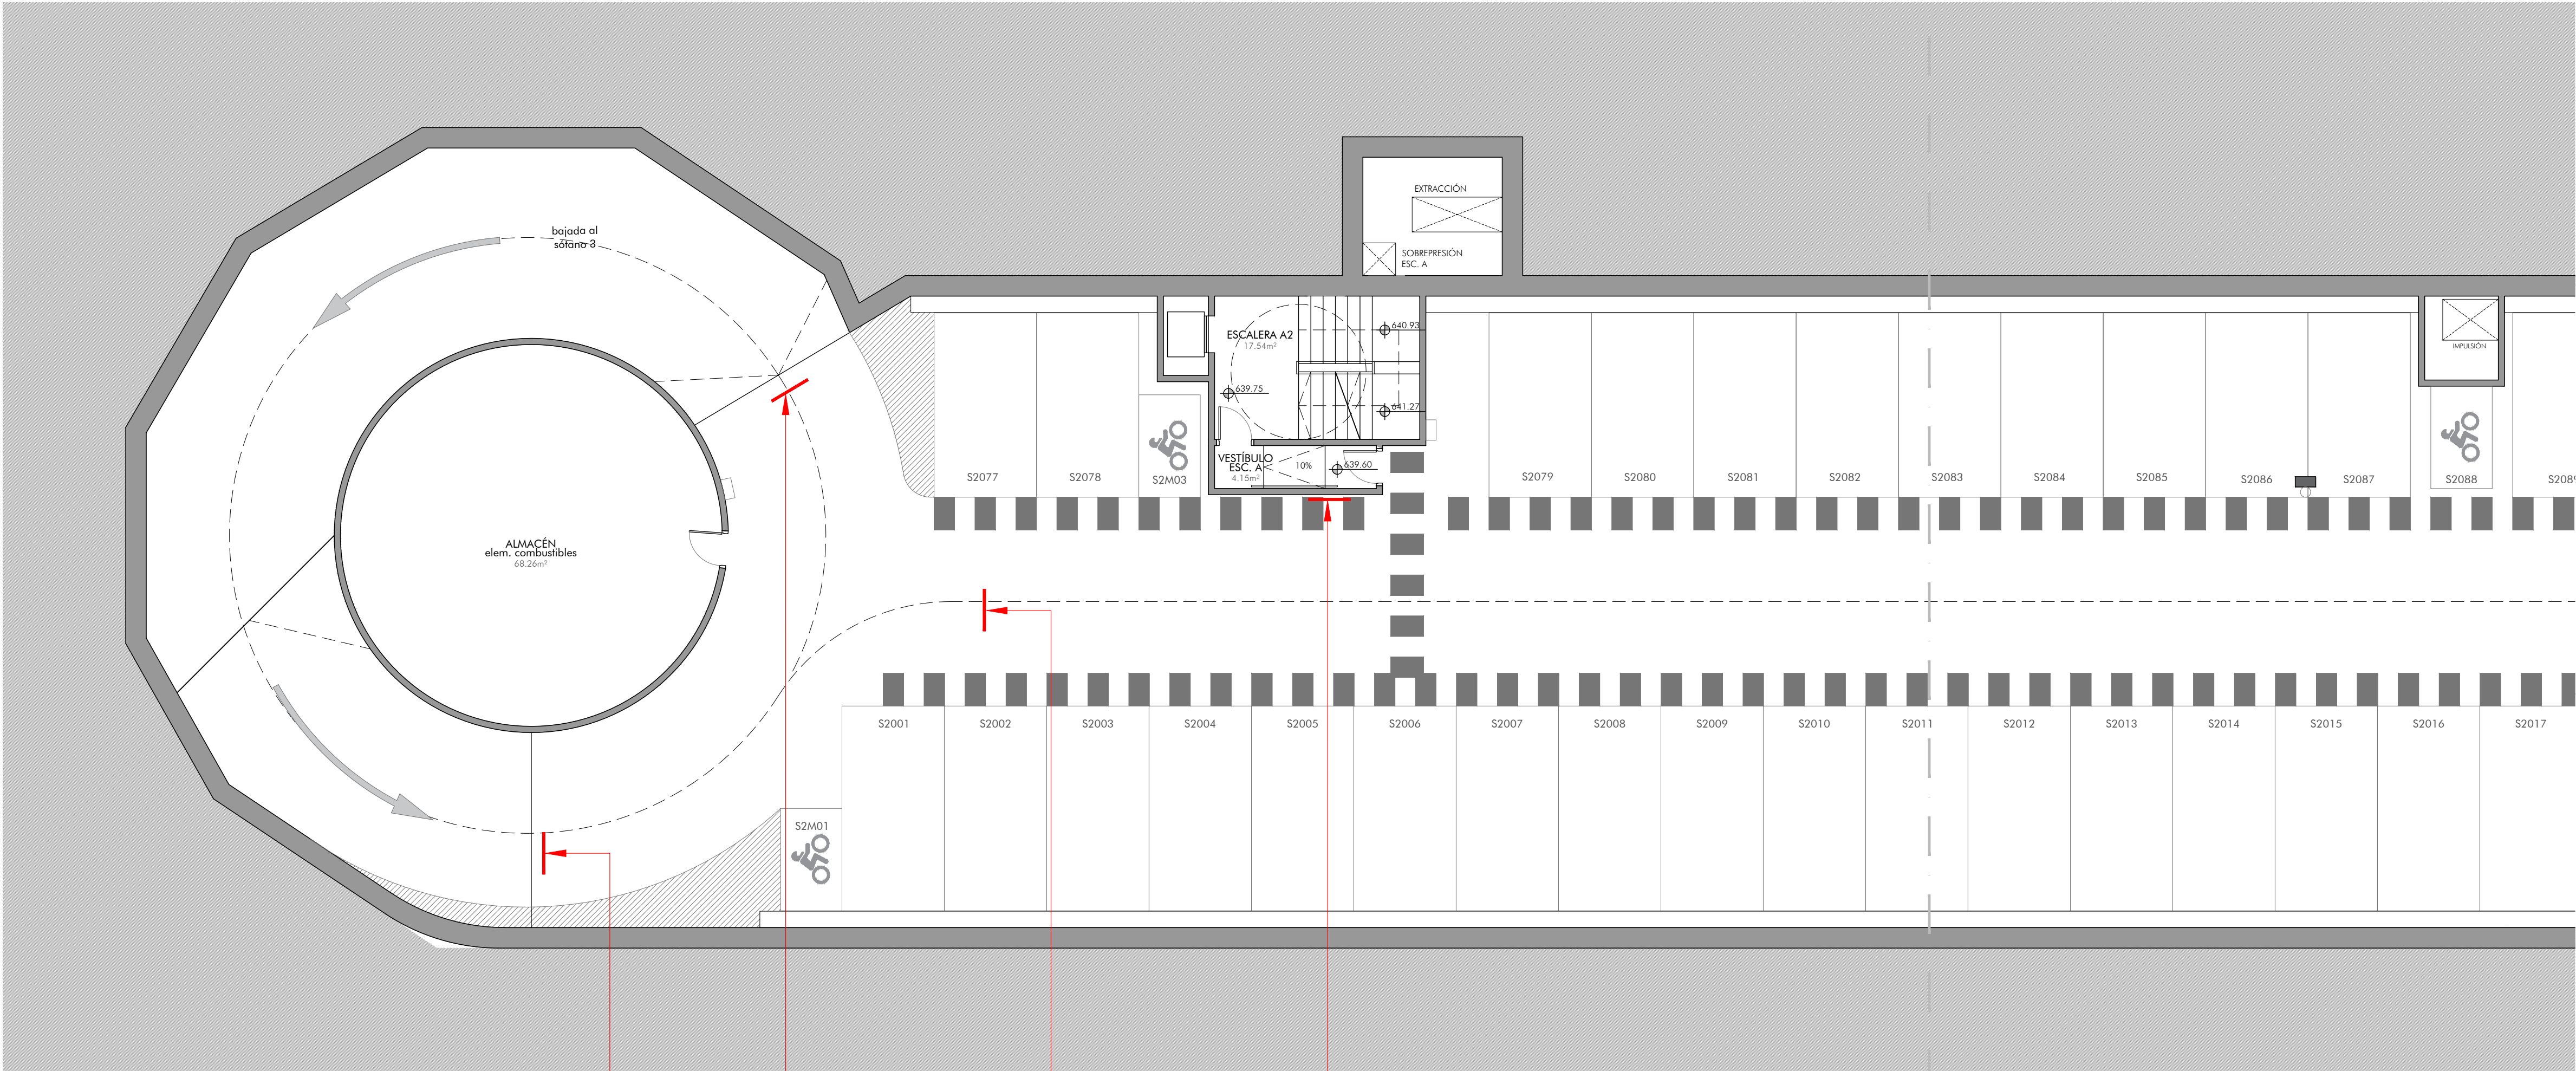 EXTRACCIÓN
SOBREPRESIÓN
ESC. A
bajada al
sótano 3
ESCALERA A2
17.54m²
640.93
639.75
641.27
IMPULSIÓN
VESTÍBULO
ESC. A
4.15m²
10%
639.60
S2077
S2078
S2M03
S2079
S2080
S2081
S2082
S2083
S2084
S2085
S2086
S2087
S2088
ALMACÉN
elem. combustibles
68.26m²
S2001
S2002
S2003
S2004
S2005
S2006
S2007
S2008
S2009
S2010
S2011
S2012
S2013
S2014
S2015
S2016
S2017
S2M01